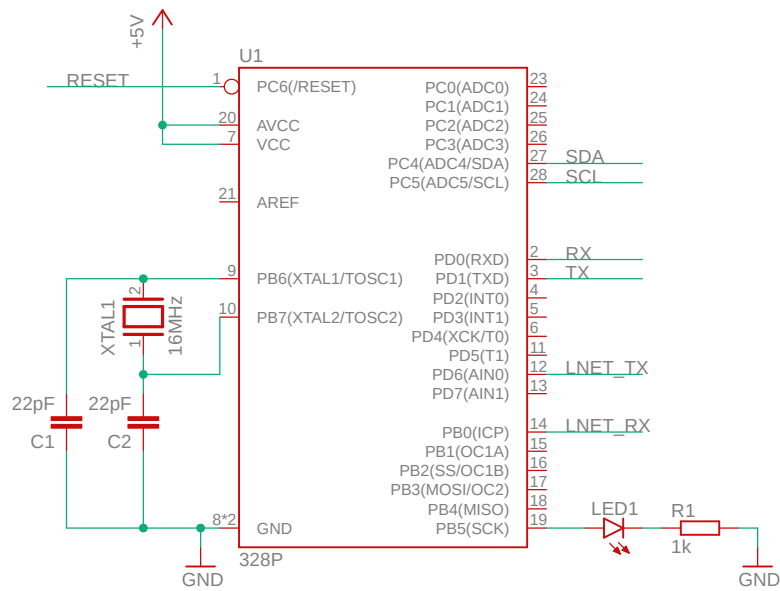 +5V
U1
RESET
1
PC6(/RESET)
20
AVCC
7
VCC
21
AREF
9
PB6(XTAL1/TOSC1)
10
PB7(XTAL2/TOSC2)
8*2
GND
328P
PC0(ADC0)
23
PC1(ADC1)
24
PC2(ADC2)
25
PC3(ADC3)
26
PC4(ADC4/SDA)
27
SDA
PC5(ADC5/SCL)
28
SCL
PD0(RXD)
2
RX
PD1(TXD)
3
TX
PD2(INT0)
4
PD3(INT1)
5
PD4(XCK/T0)
6
PD5(T1)
11
PD6(AIN0)
12
LNET_TX
PD7(AIN1)
13
PB0(ICP)
14
LNET_RX
PB1(OC1A)
15
PB2(SS/OC1B)
16
PB3(MOSI/OC2)
17
PB4(MISO)
18
PB5(SCK)
19
XTAL1
2
1
16MHz
22pF
C1
22pF
C2
GND
LED1
R1
1k
GND